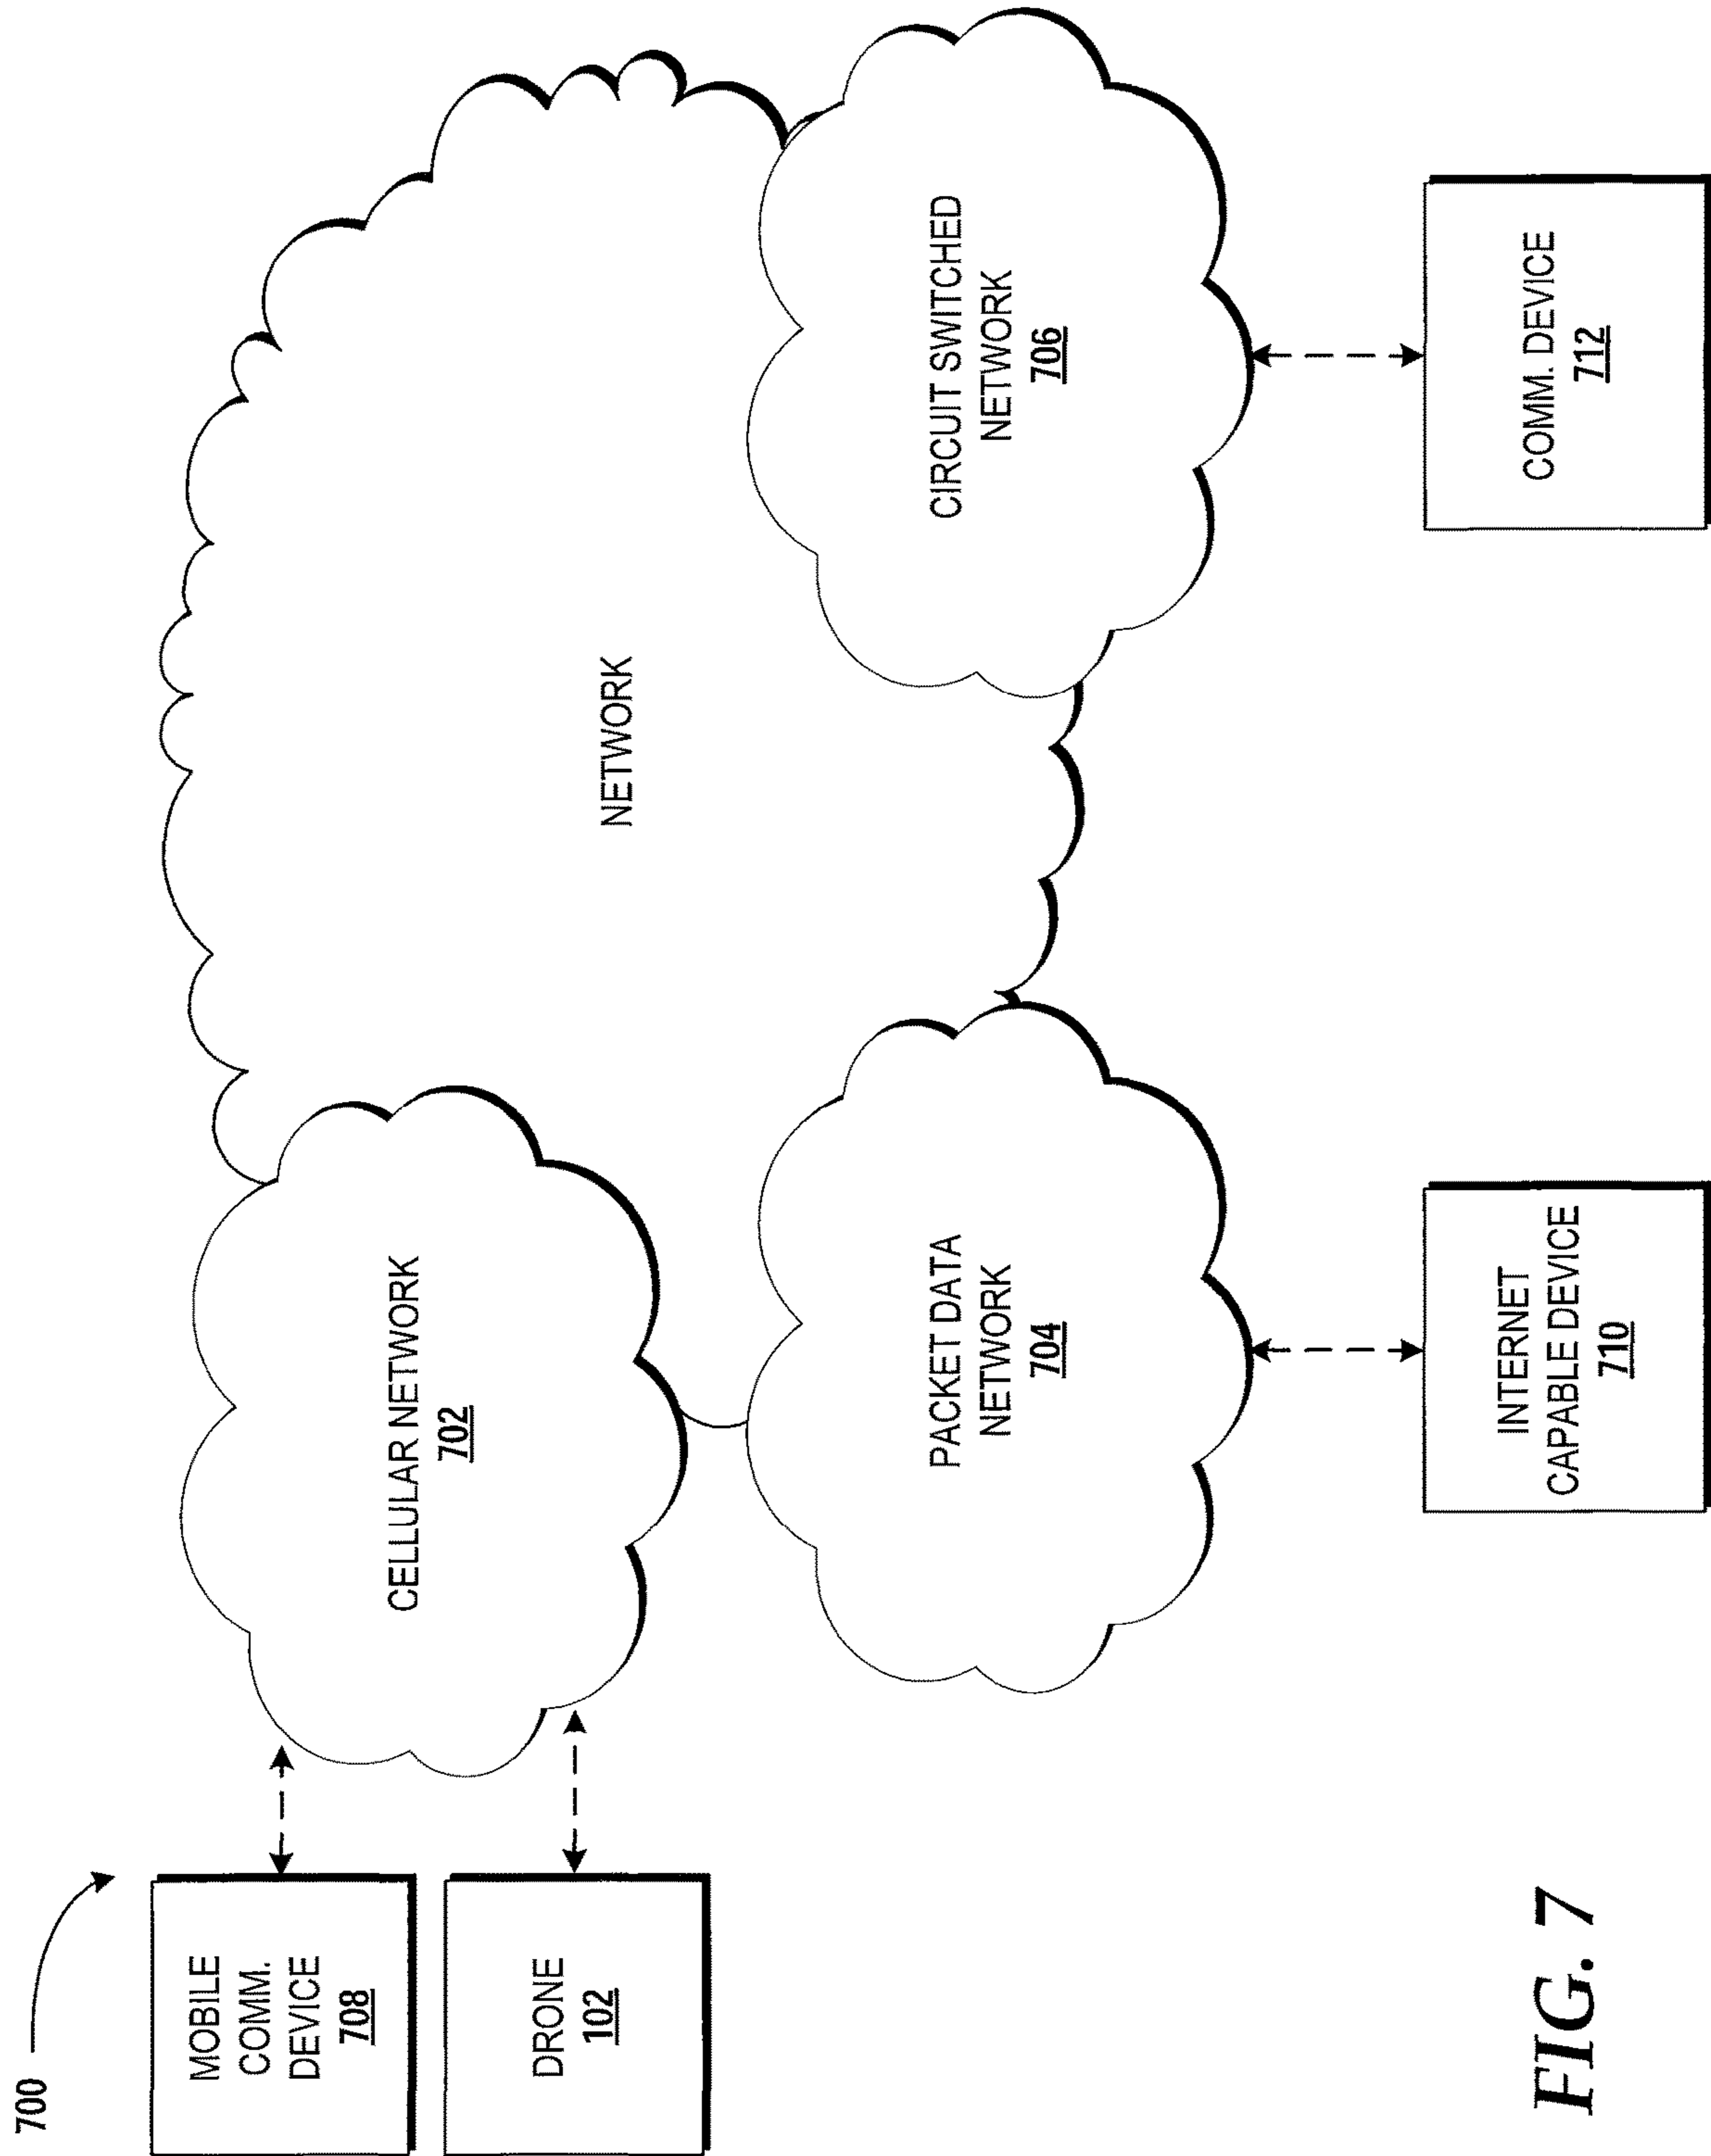 700
MOBILE
COMM.
DEVICE
708
DRONE
102
CELLULAR NETWORK
702
NETWORK
PACKET DATA
NETWORK
704
CIRCUIT SWITCHED
NETWORK
706
INTERNET
CAPABLE DEVICE
710
COMM. DEVICE
712
FIG. 7